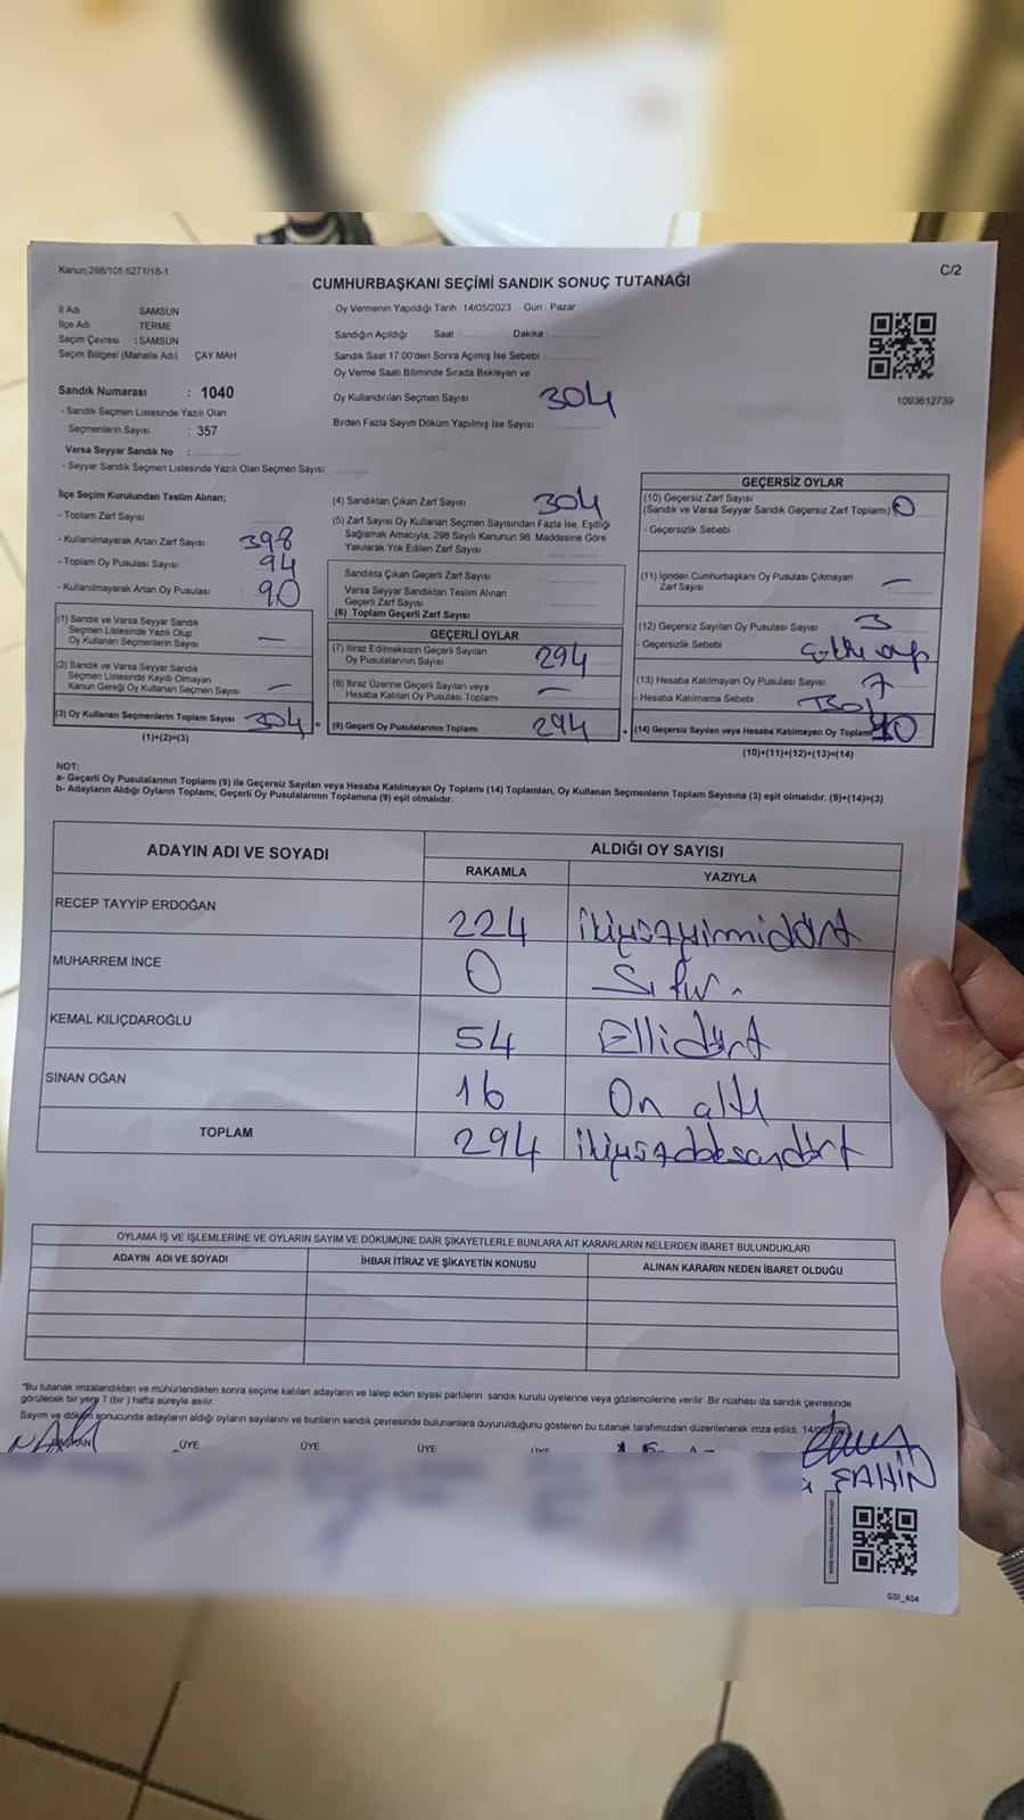 Kanun:298/105,6271/18-1
C/2
CUMHURBAŞKANI SEÇİMİ SANDIK SONUÇ TUTANAĞI
İl Adı SAMSUN
İlçe Adı TERME
Seçim Çevresi : SAMSUN
Seçim Bölgesi (Mahalle Adı) ÇAY MAH
Sandık Numarası : 1040
- Sandık Seçmen Listesinde Yazılı Olan
Seçmenlerin Sayısı : 357
Varsa Seyyar Sandık No :
- Seyyar Sandık Seçmen Listesinde Yazılı Olan Seçmen Sayısı
Oy Vermenin Yapıldığı Tarih : 14/05/2023 Gün : Pazar
Sandığın Açıldığı Saat Dakika :
Sandık Saat 17.00'den Sonra Açılmış İse Sebebi
Oy Verme Saati Bitiminde Sırada Bekleyen ve
Oy Kullandırılan Seçmen Sayısı 304
Birden Fazla Sayım Döküm Yapılmış İse Sayısı
1093612739
İlçe Seçim Kurulundan Teslim Alınan;
- Toplam Zarf Sayısı
- Kullanılmayarak Artan Zarf Sayısı 398
- Toplam Oy Pusulası Sayısı 94
- Kullanılmayarak Artan Oy Pusulası 90
(1) Sandık ve Varsa Seyyar Sandık
Seçmen Listesinde Yazılı Olup
Oy Kullanan Seçmenlerin Sayısı —
(2) Sandık ve Varsa Seyyar Sandık
Seçmen Listesinde Kaydı Olmayan
Kanun Gereği Oy Kullanan Seçmen Sayısı —
(3) Oy Kullanan Seçmenlerin Toplam Sayısı 304
(1)+(2)=(3)
(4) Sandıktan Çıkan Zarf Sayısı 304
(5) Zarf Sayısı Oy Kullanan Seçmen Sayısından Fazla İse, Eşitliği
Sağlamak Amacıyla, 298 Sayılı Kanunun 98. Maddesine Göre
Yakılarak Yok Edilen Zarf Sayısı
Sandıkta Çıkan Geçerli Zarf Sayısı
Varsa Seyyar Sandıktan Teslim Alınan
Geçerli Zarf Sayısı
(6) Toplam Geçerli Zarf Sayısı
GEÇERLİ OYLAR
(7) İtiraz Edilmeksizin Geçerli Sayılan
Oy Pusulalarının Sayısı 294
(8) İtiraz Üzerine Geçerli Sayılan veya
Hesaba Katılan Oy Pusulası Toplamı —
(9) Geçerli Oy Pusulalarının Toplamı 294
GEÇERSİZ OYLAR
(10) Geçersiz Zarf Sayısı
(Sandık ve Varsa Seyyar Sandık Geçersiz Zarf Toplamı) 0
- Geçersizlik Sebebi
(11) İçinden Cumhurbaşkanı Oy Pusulası Çıkmayan
Zarf Sayısı —
(12) Geçersiz Sayılan Oy Pusulası Sayısı 3
- Geçersizlik Sebebi
(13) Hesaba Katılmayan Oy Pusulası Sayısı 7
- Hesaba Katılmama Sebebi Boş
(14) Geçersiz Sayılan veya Hesaba Katılmayan Oy Toplamı 10
(10)+(11)+(12)+(13)=(14)
NOT:
a- Geçerli Oy Pusulalarının Toplamı (9) ile Geçersiz Sayılan veya Hesaba Katılmayan Oy Toplamı (14) Toplamları, Oy Kullanan Seçmenlerin Toplam Sayısına (3) eşit olmalıdır. (9)+(14)=(3)
b- Adayların Aldığı Oyların Toplamı, Geçerli Oy Pusulalarının Toplamına (9) eşit olmalıdır.
ADAYIN ADI VE SOYADI ALDIĞI OY SAYISI
RAKAMLA YAZIYLA
RECEP TAYYİP ERDOĞAN 224 ikiyüzyirmidört
MUHARREM İNCE 0 Sıfır.
KEMAL KILIÇDAROĞLU 54 Ellidört
SİNAN OĞAN 16 On altı
TOPLAM 294 ikiyüzdoksandört
OYLAMA İŞ VE İŞLEMLERİNE VE OYLARIN SAYIM VE DÖKÜMÜNE DAİR ŞİKAYETLERLE BUNLARA AİT KARARLARIN NELERDEN İBARET BULUNDUKLARI
ADAYIN ADI VE SOYADI İHBAR İTİRAZ VE ŞİKAYETİN KONUSU ALINAN KARARIN NEDEN İBARET OLDUĞU
"Bu tutanak imzalandıktan ve mühürlendikten sonra seçime katılan adayların ve talep eden siyasi partilerin sandık kurulu üyelerine veya gözlemcilerine verilir. Bir nüshası da sandık çevresinde
görülecek bir yere 1 (bir) hafta süreyle asılır.
Sayım ve döküm sonucunda adayların aldığı oyların sayılarını ve bunların sandık çevresinde bulunanlara duyurulduğunu gösteren bu tutanak tarafımızdan düzenlenerek imza edildi.
ÜYE ÜYE ÜYE ÜYE
ŞAHİN
GSI_404